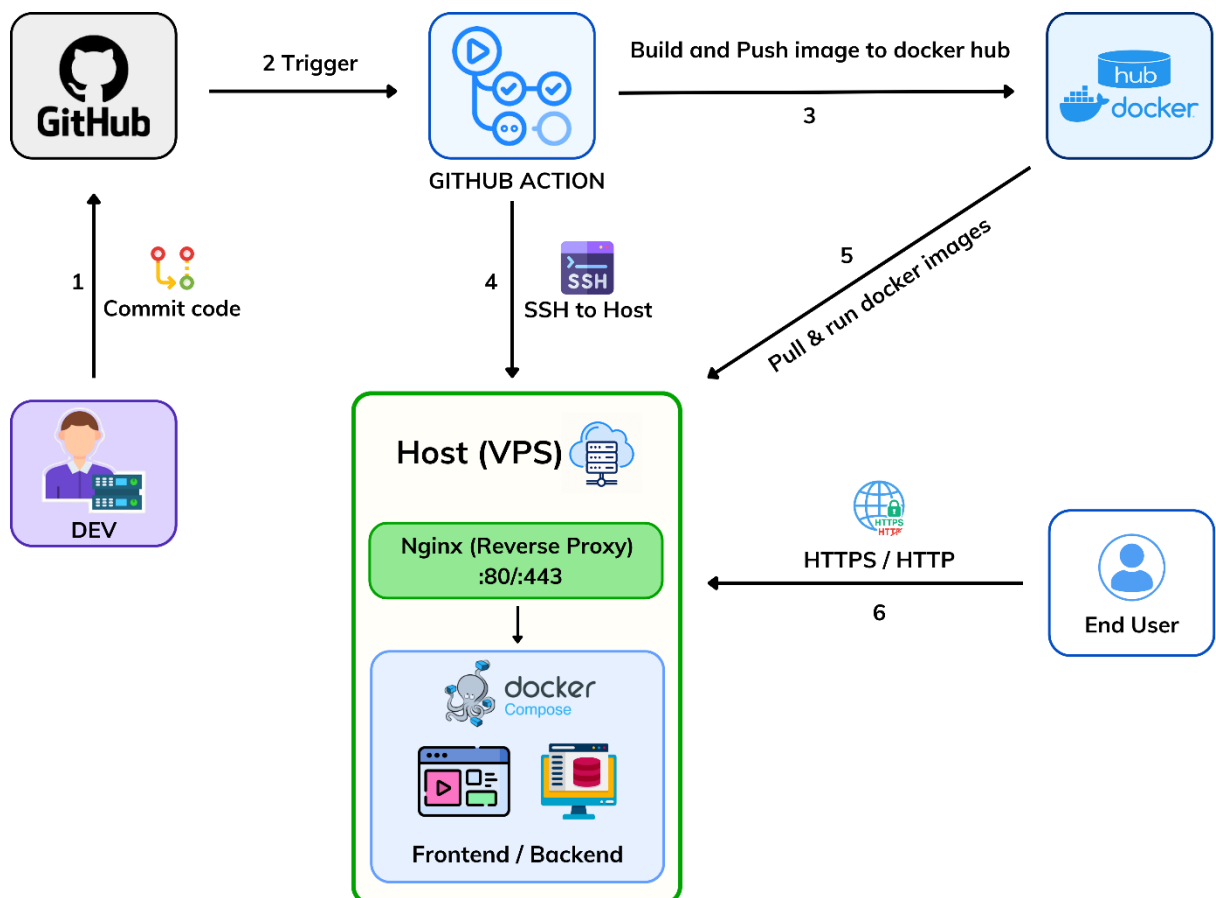 GitHub
2 Trigger
GITHUB ACTION
Build and Push image to docker hub
3
hub
docker
1
Commit code
4
SSH
SSH to Host
5
Pull & run docker images
DEV
Host (VPS)
Nginx (Reverse Proxy)
:80/:443
docker
Compose
Frontend / Backend
HTTPS
HTTP
HTTPS / HTTP
6
End User